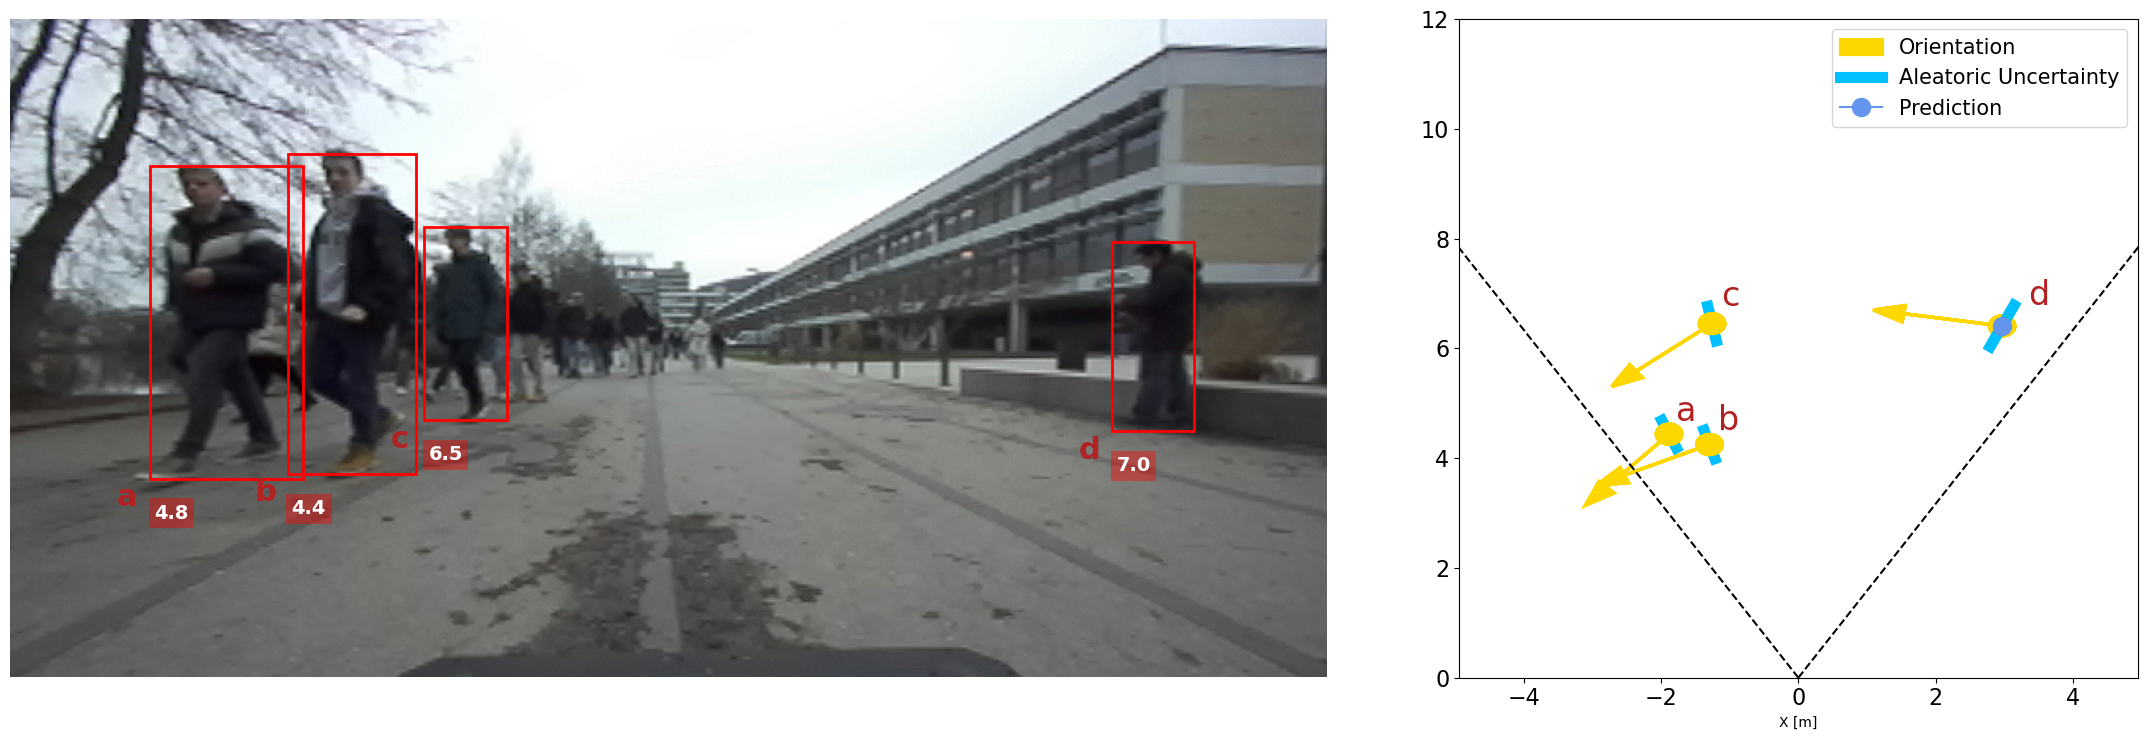 a
4.8
b
4.4
c
6.5
d
7.0
12
10
8
6
4
2
0
−4
−2
0
2
4
X [m]
Orientation
Aleatoric Uncertainty
Prediction
c
d
a
b